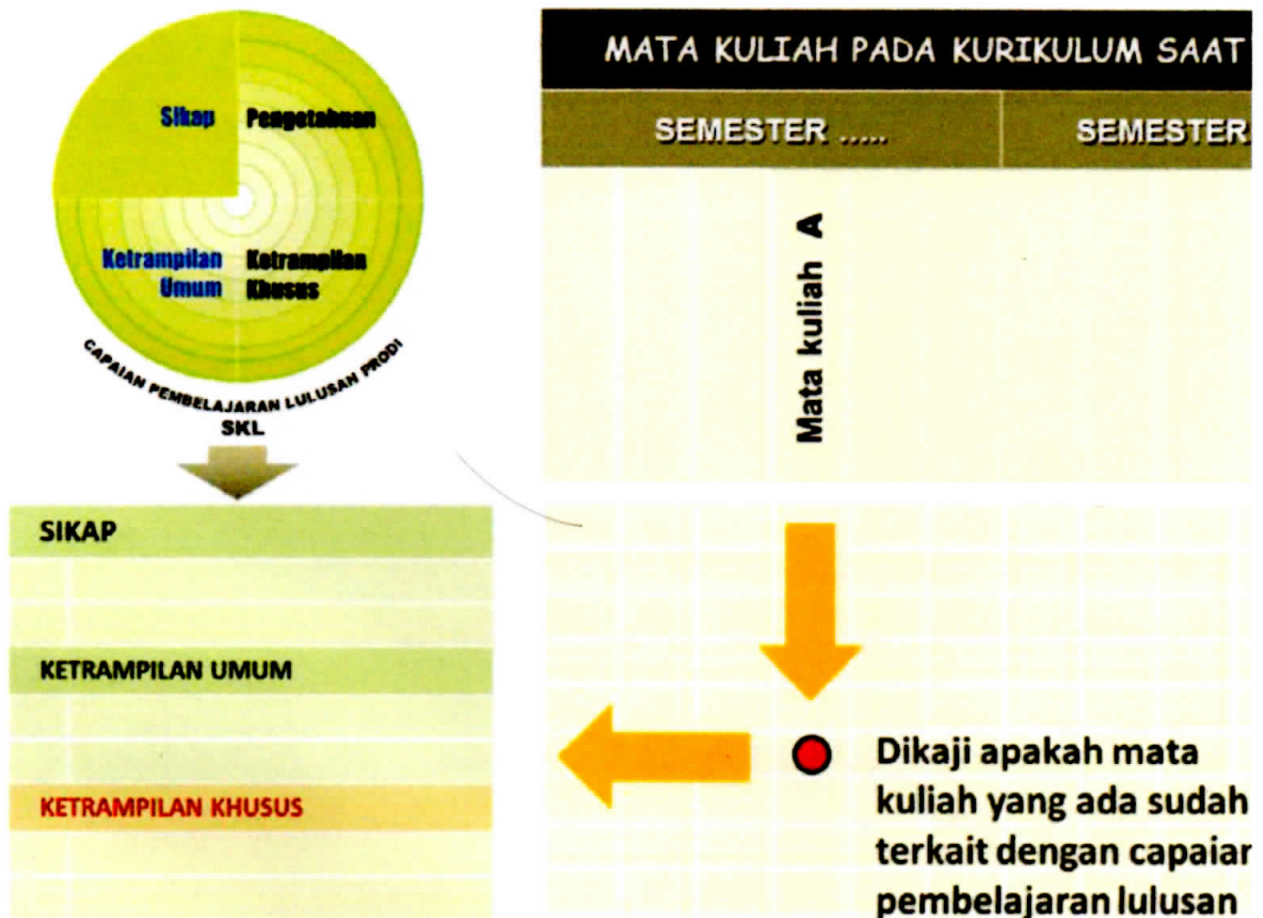 Sikap Pengetahuan
Ketrampilan Ketrampilan
Umum Khusus
CAPAIAN PEMBELAJARAN LULUSAN PRODI
SKL
SIKAP
KETRAMPILAN UMUM
KETRAMPILAN KHUSUS
MATA KULIAH PADA KURIKULUM SAAT
SEMESTER ..... SEMESTER
Mata kuliah A
Dikaji apakah mata
kuliah yang ada sudah
terkait dengan capaian
pembelajaran lulusan